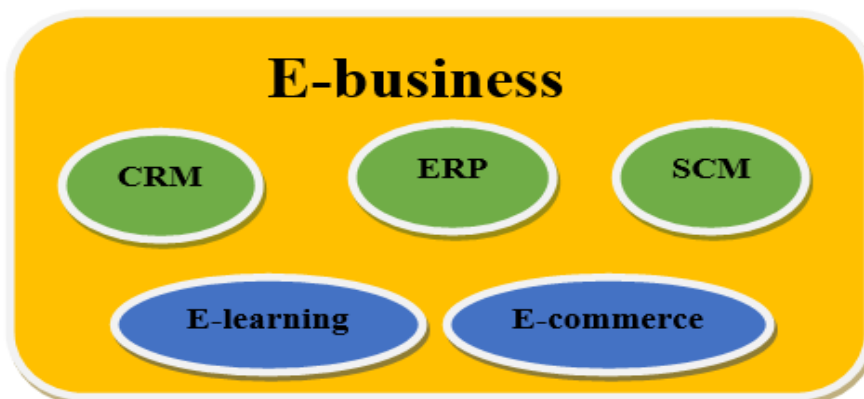 E-business
CRM
ERP
SCM
E-learning
E-commerce